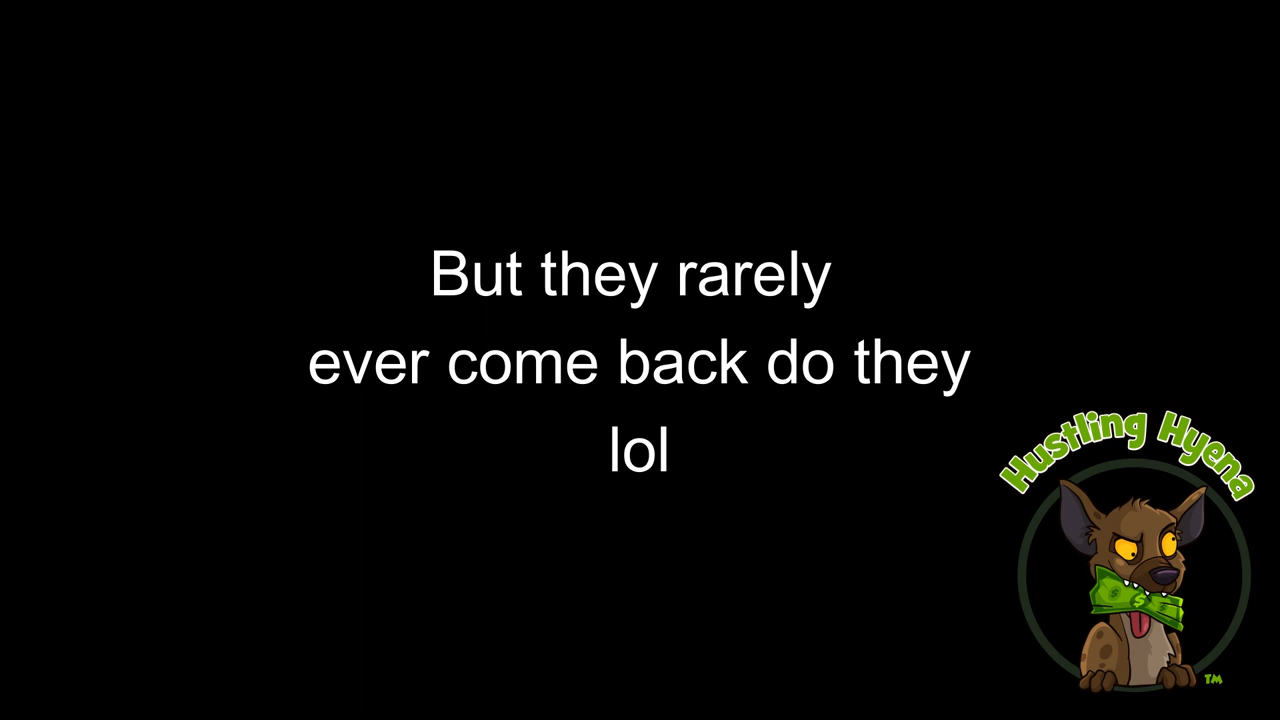 But they rarely
ever come back do they
lol
Hustling Hyena
TM